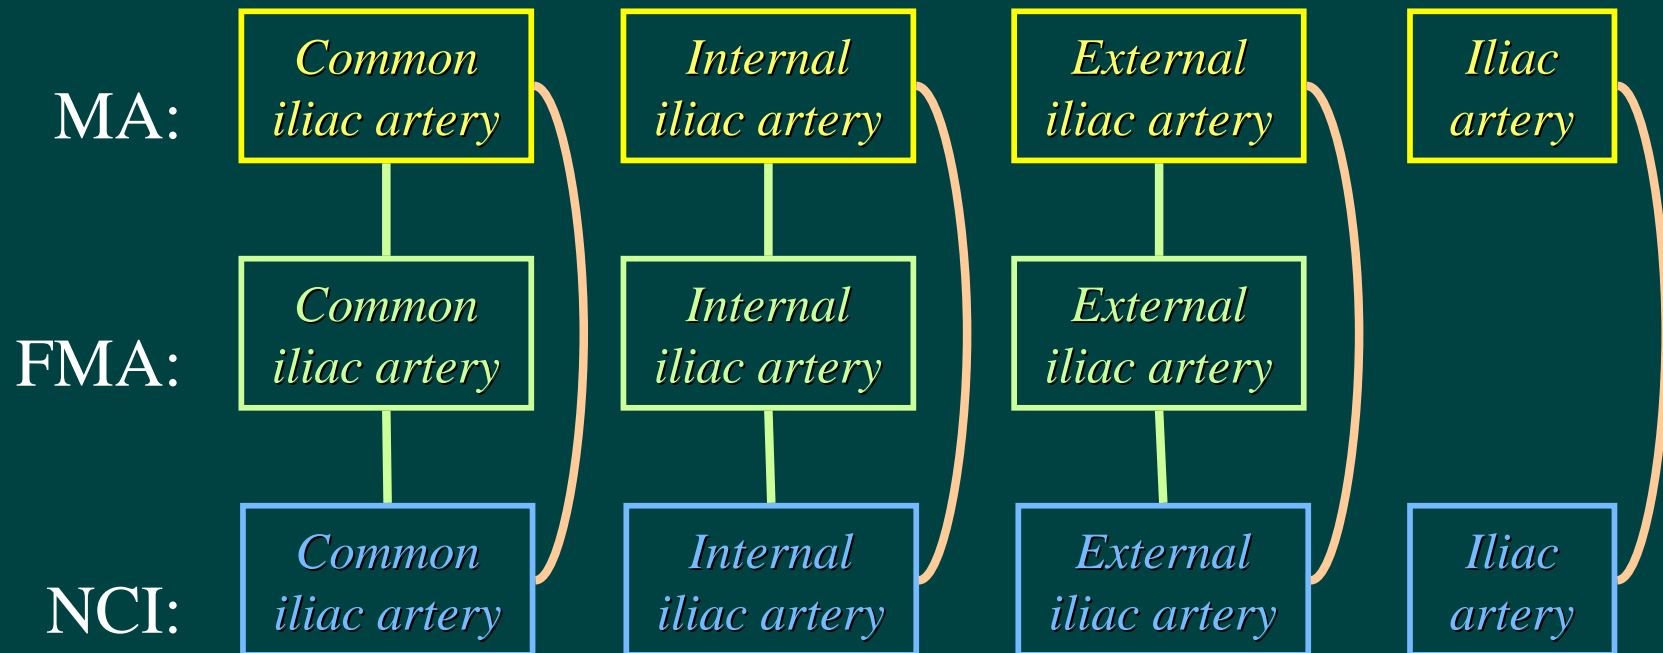 MA:
Common
iliac artery
Internal
iliac artery
External
iliac artery
Iliac
artery
FMA:
Common
iliac artery
Internal
iliac artery
External
iliac artery
NCI:
Common
iliac artery
Internal
iliac artery
External
iliac artery
Iliac
artery